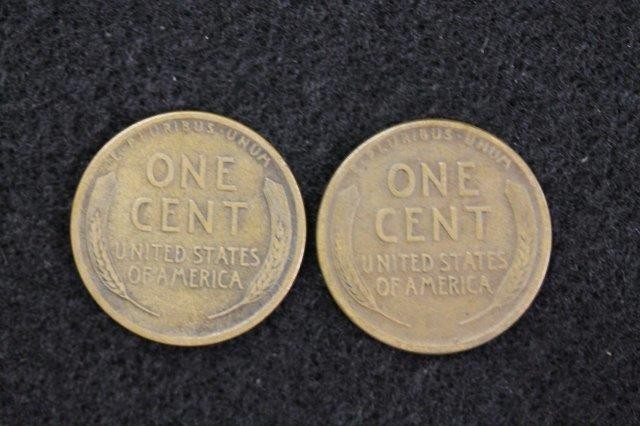 E·PLURIBUS·UNUM
ONE
CENT
UNITED STATES
OF AMERICA
E·PLURIBUS·UNUM
ONE
CENT
UNITED STATES
OF AMERICA